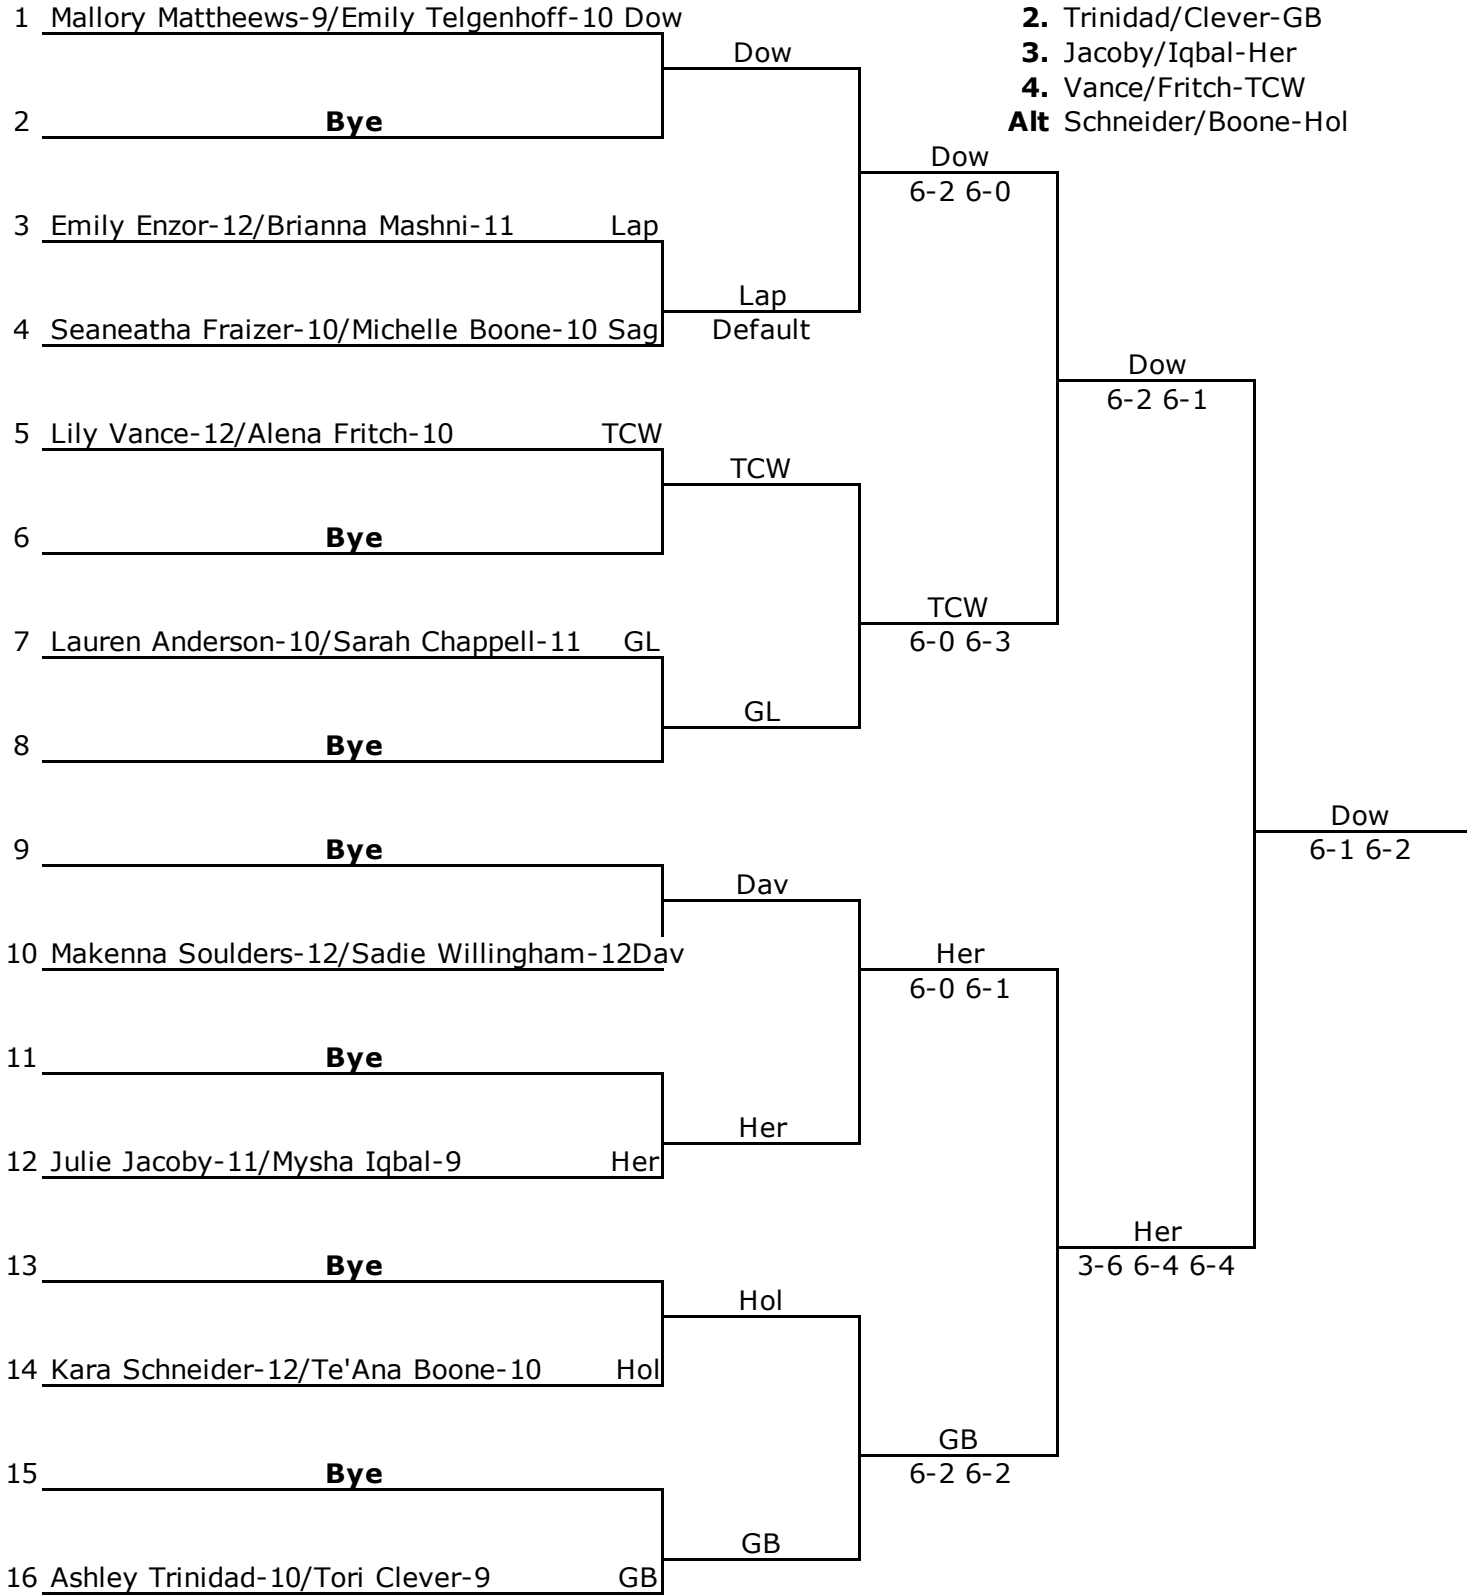 1 Mallory Mattheews-9/Emily Telgenhoff-10 Dow
2. Trinidad/Clever-GB
Dow
3. Jacoby/Iqbal-Her
4. Vance/Fritch-TCW
2 Bye
Alt Schneider/Boone-Hol
Dow
6-2 6-0
3 Emily Enzor-12/Brianna Mashni-11 Lap
Lap
4 Seaneatha Fraizer-10/Michelle Boone-10 Sag
Default
Dow
6-2 6-1
5 Lily Vance-12/Alena Fritch-10 TCW
TCW
6 Bye
TCW
6-0 6-3
7 Lauren Anderson-10/Sarah Chappell-11 GL
GL
8 Bye
Dow
6-1 6-2
9 Bye
Dav
10 Makenna Soulders-12/Sadie Willingham-12Dav
Her
6-0 6-1
11 Bye
Her
12 Julie Jacoby-11/Mysha Iqbal-9 Her
Her
3-6 6-4 6-4
13 Bye
Hol
14 Kara Schneider-12/Te'Ana Boone-10 Hol
GB
6-2 6-2
15 Bye
GB
16 Ashley Trinidad-10/Tori Clever-9 GB